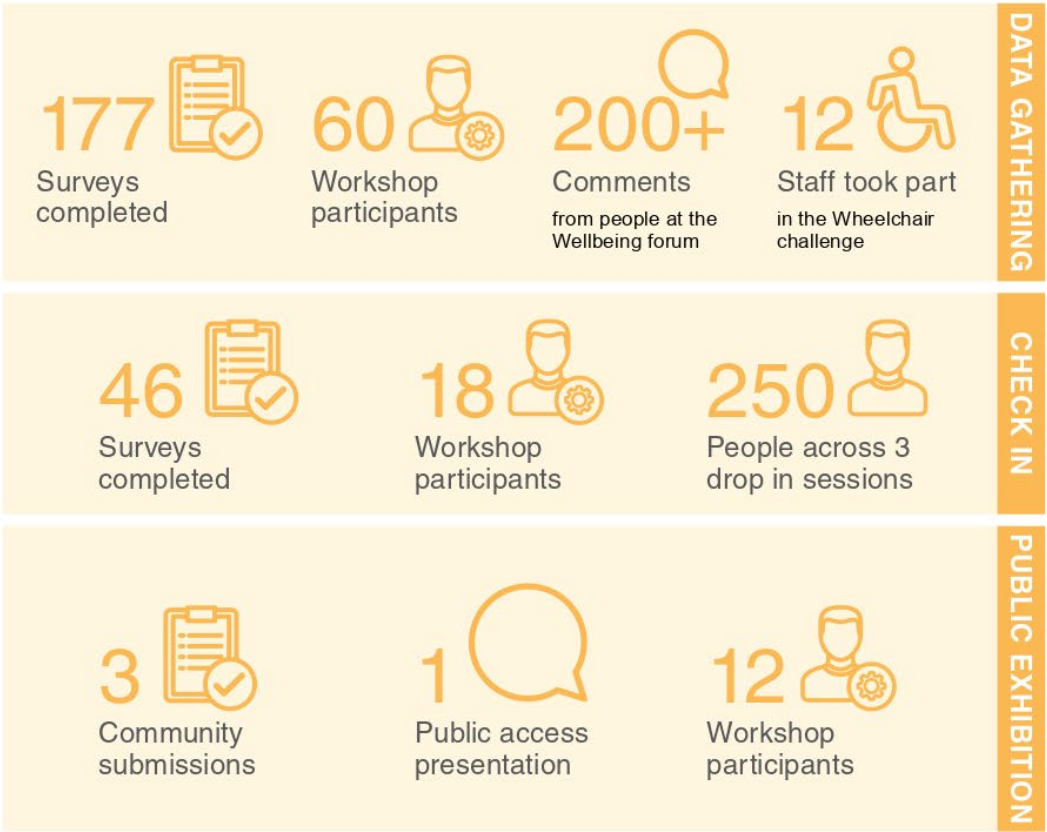 DATA GATHERING
177
Surveys
completed
60
Workshop
participants
200+
Comments
from people at the
Wellbeing forum
12
Staff took part
in the Wheelchair
challenge
CHECK IN
46
Surveys
completed
18
Workshop
participants
250
People across 3
drop in sessions
PUBLIC EXHIBITION
3
Community
submissions
1
Public access
presentation
12
Workshop
participants